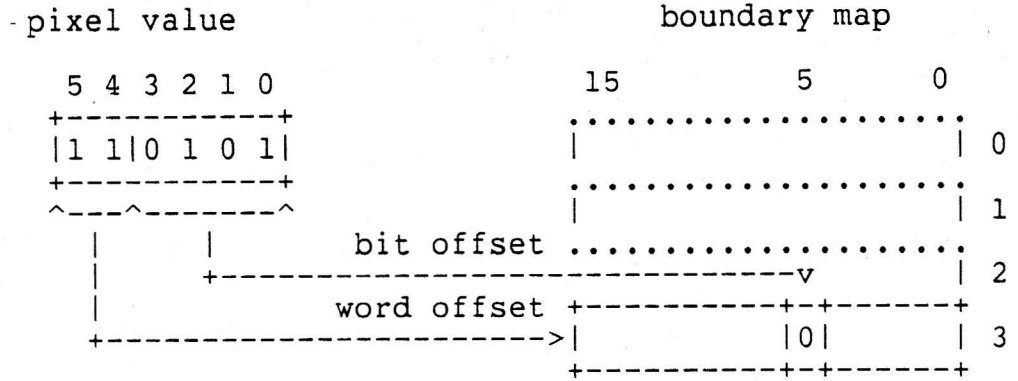 - pixel value                          boundary map
5 4 3 2 1 0                 15         5      0
+------------+              .....................
|1 1|0 1 0 1|               |                   | 0
+------------+              .....................
^---^-------^               |                   | 1
|     |       bit offset .....................
|     +------------------------------v       | 2
|            word offset +-----------+-+-------+
+----------------------->|           |0|       | 3
+-----------+-+-------+